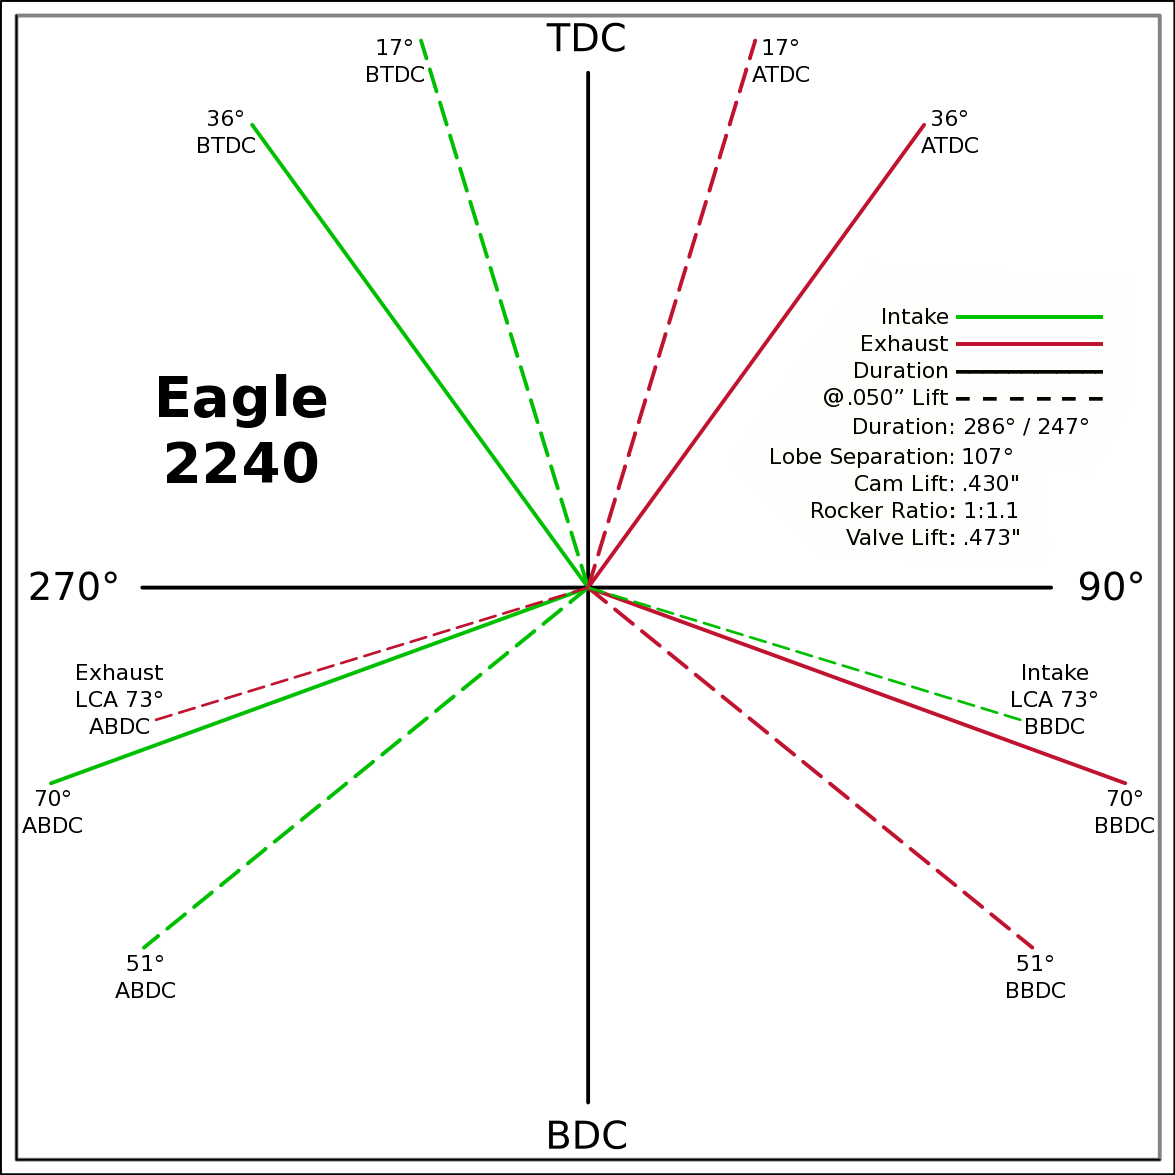 TDC
17°
BTDC
17°
ATDC
36°
BTDC
36°
ATDC
Intake
Exhaust
Duration
@.050” Lift
Duration: 286° / 247°
Lobe Separation: 107°
Cam Lift: .430"
Rocker Ratio: 1:1.1
Valve Lift: .473"
Eagle
2240
270°
90°
Exhaust
LCA 73°
ABDC
Intake
LCA 73°
BBDC
70°
ABDC
70°
BBDC
51°
ABDC
51°
BBDC
BDC